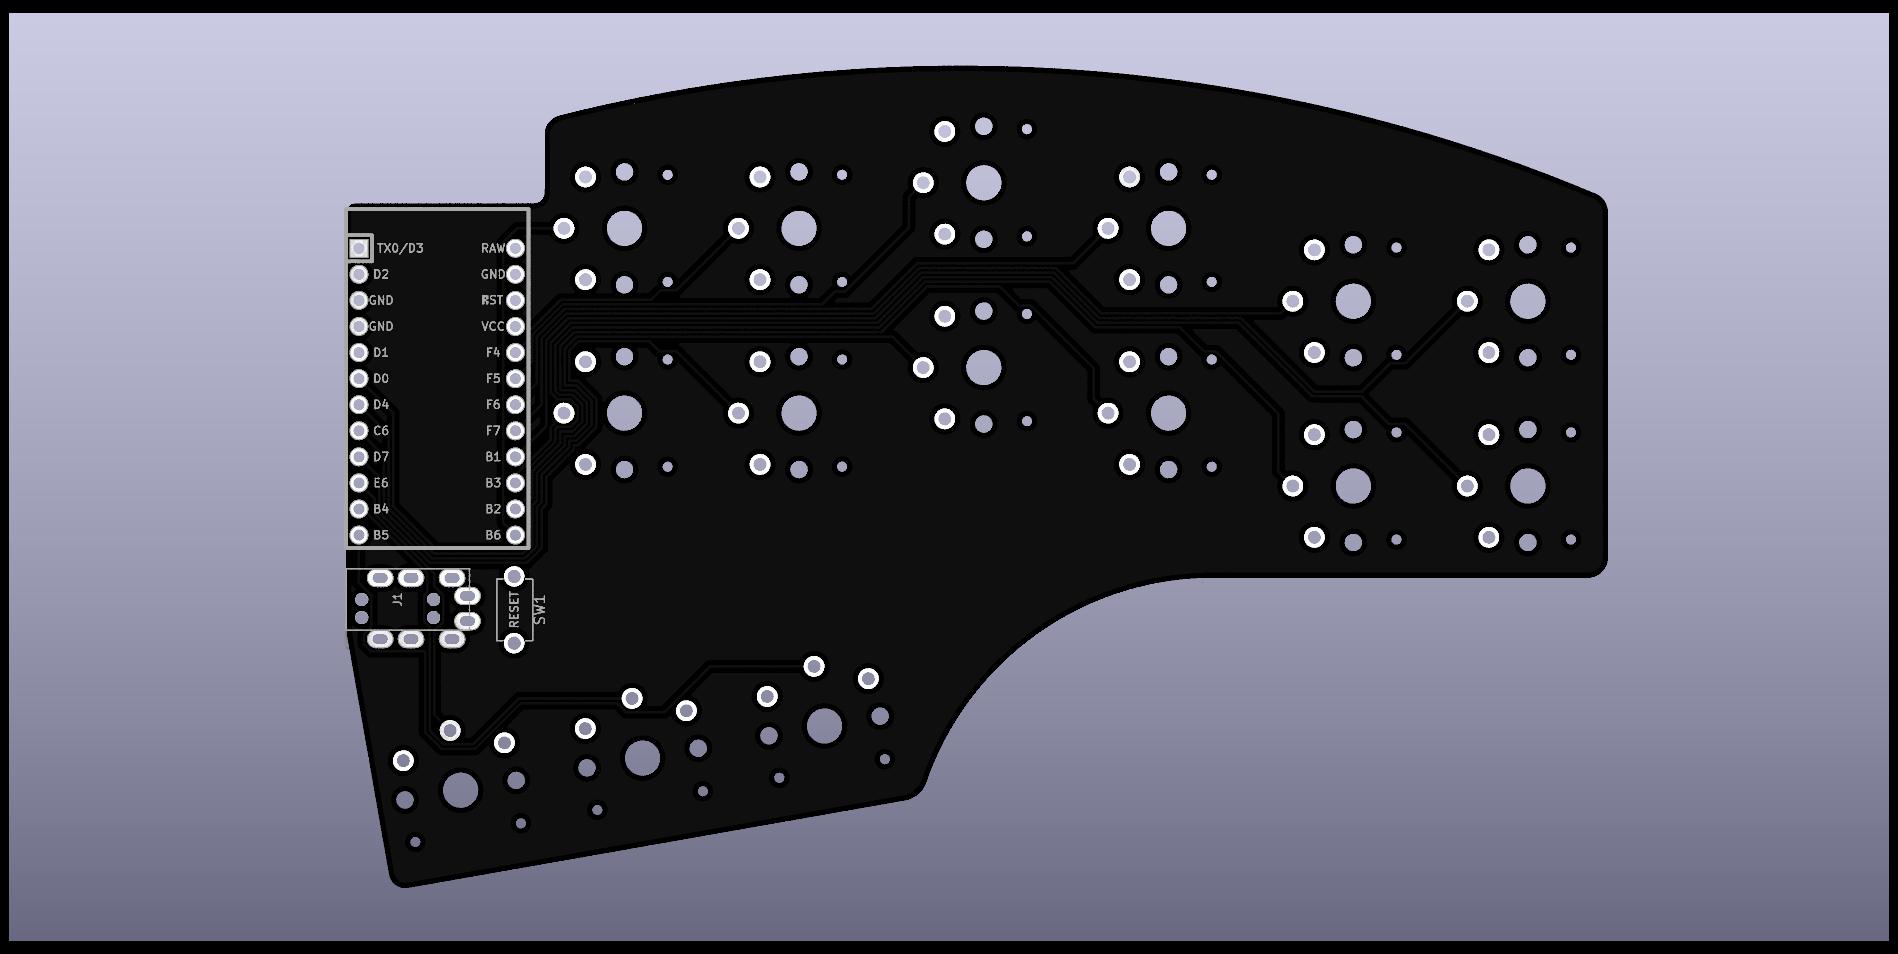 TX0/D3 RAW
D2 GND
GND RST
GND VCC
D1 F4
D0 F5
D4 F6
C6 F7
D7 B1
E6 B3
B4 B2
B5 B6
J1
RESET
SW1